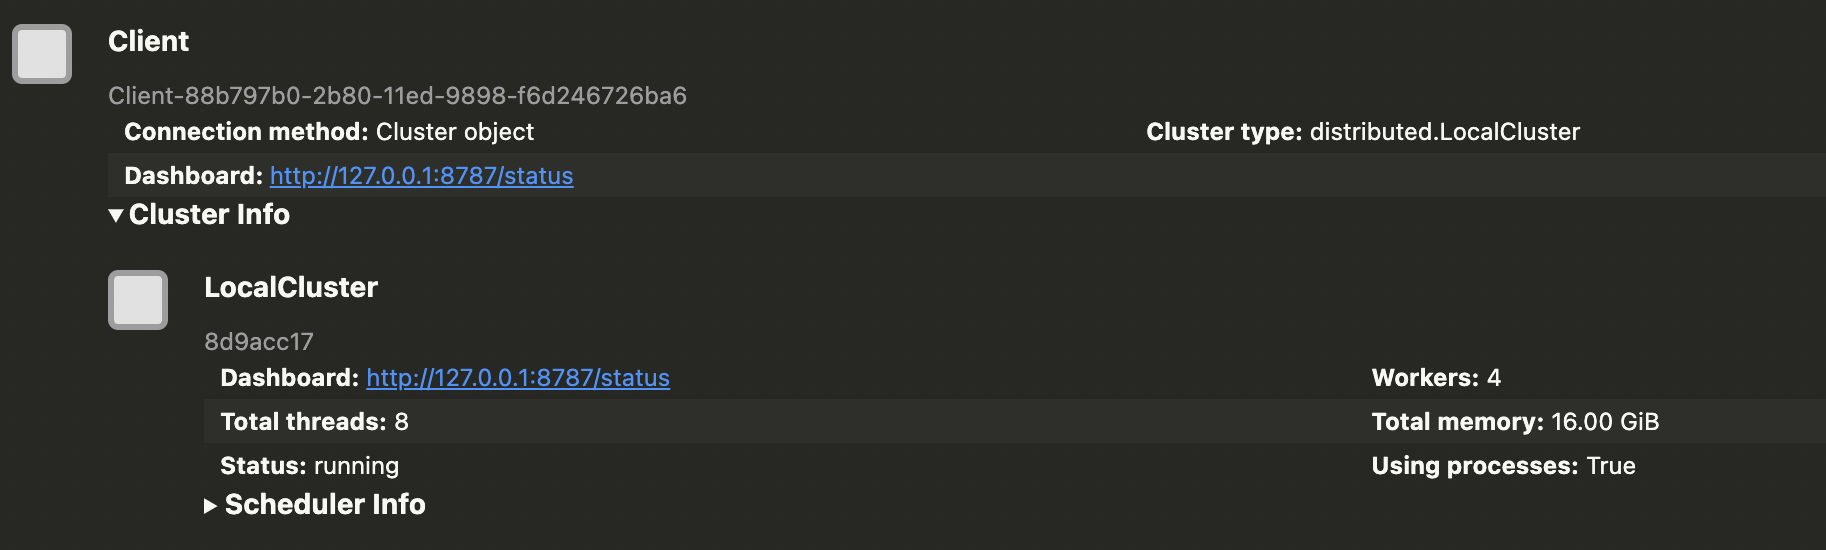 Client
Client-88b797b0-2b80-11ed-9898-f6d246726ba6
Connection method: Cluster object Cluster type: distributed.LocalCluster
Dashboard: http://127.0.0.1:8787/status
Cluster Info
LocalCluster
8d9acc17
Dashboard: http://127.0.0.1:8787/status Workers: 4
Total threads: 8 Total memory: 16.00 GiB
Status: running Using processes: True
Scheduler Info